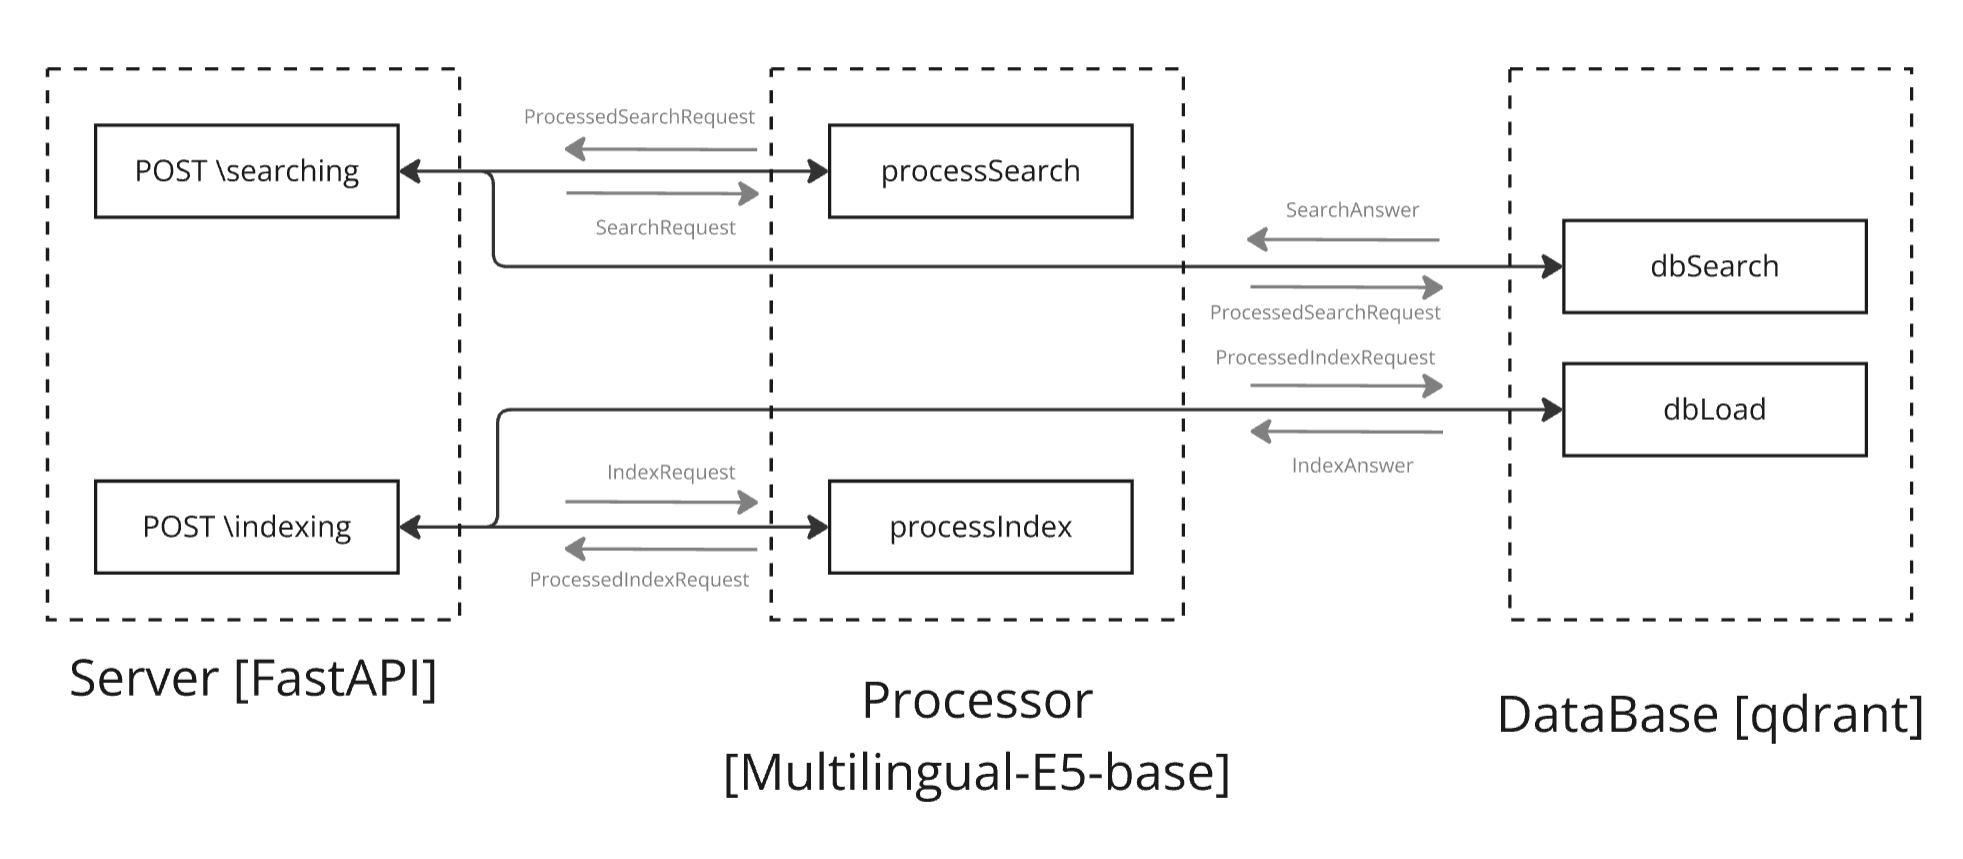 ProcessedSearchRequest
POST \searching
processSearch
SearchRequest
SearchAnswer
dbSearch
ProcessedSearchRequest
ProcessedIndexRequest
dbLoad
IndexAnswer
IndexRequest
POST \indexing
processIndex
ProcessedIndexRequest
Server [FastAPI]
Processor
[Multilingual-E5-base]
DataBase [qdrant]